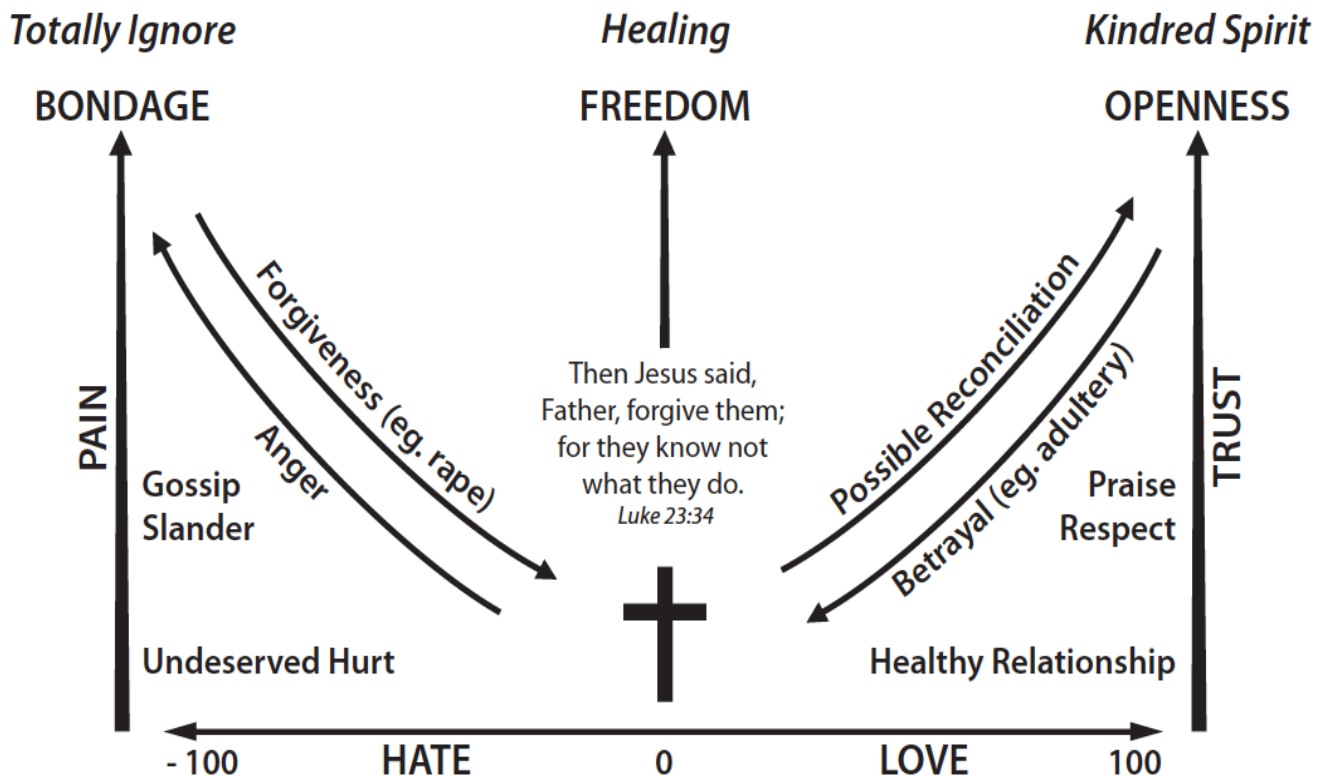 Totally Ignore
Healing
Kindred Spirit
BONDAGE
FREEDOM
OPENNESS
PAIN
Forgiveness (eg. rape)
Anger
Gossip
Slander
Undeserved Hurt
Then Jesus said,
Father, forgive them;
for they know not
what they do.
Luke 23:34
Possible Reconciliation
Betrayal (eg. adultery)
TRUST
Praise
Respect
Healthy Relationship
- 100
HATE
0
LOVE
100